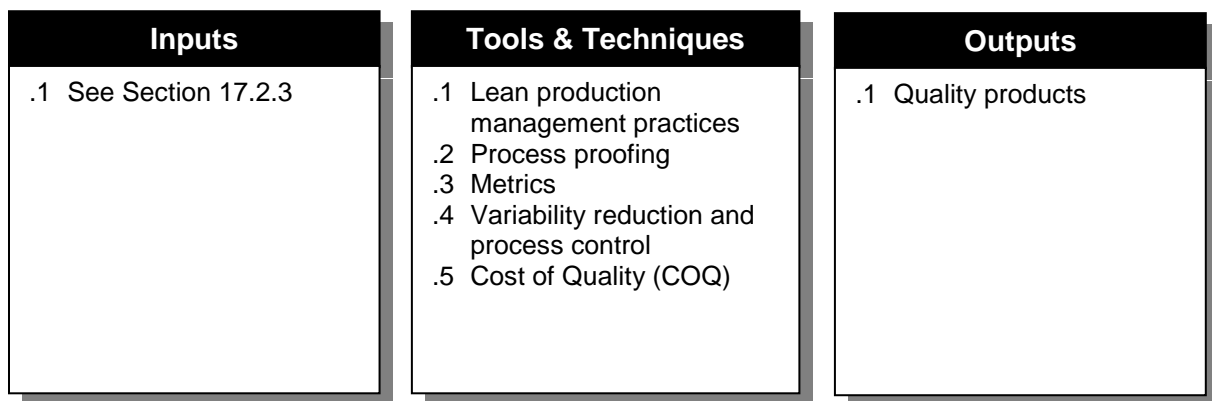 Inputs
.1 See Section 17.2.3
Tools & Techniques
.1 Lean production
management practices
.2 Process proofing
.3 Metrics
.4 Variability reduction and
process control
.5 Cost of Quality (COQ)
Outputs
.1 Quality products